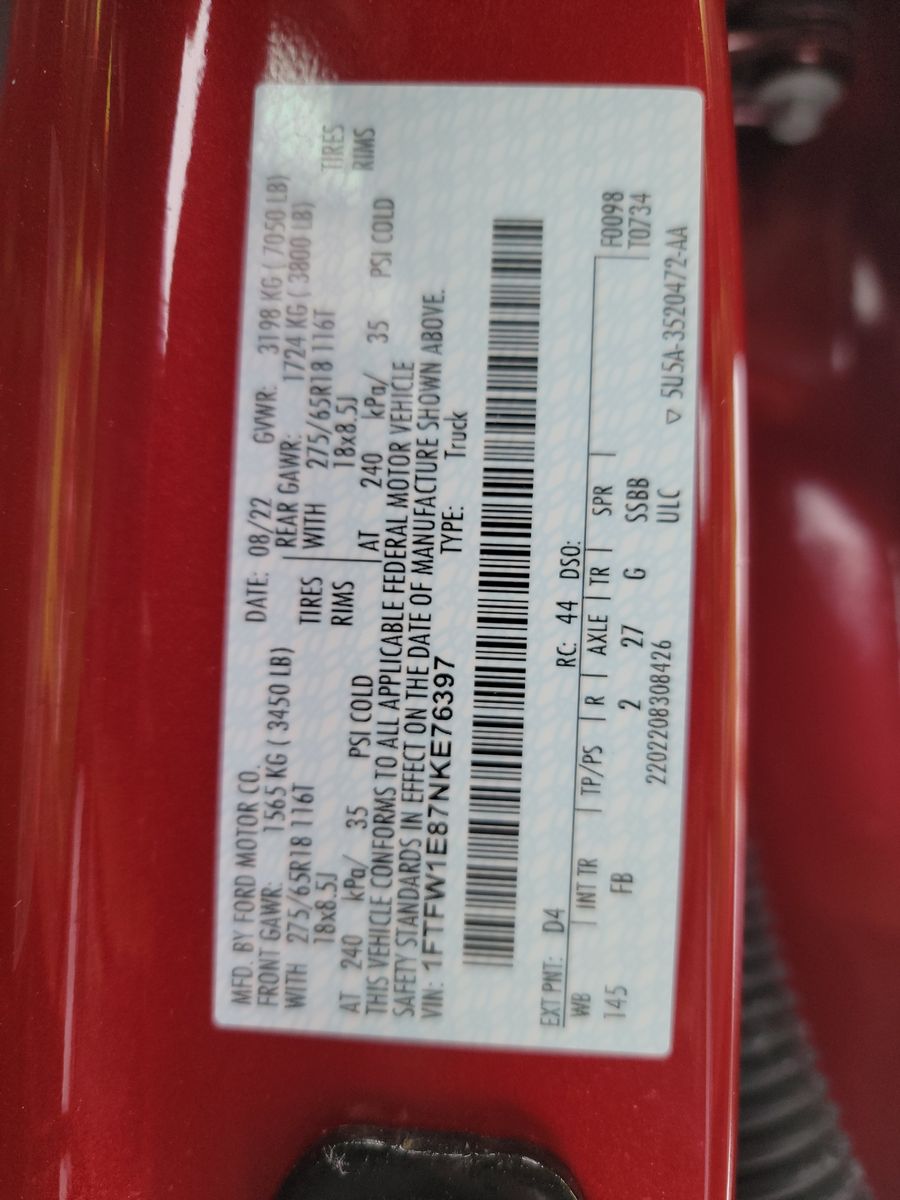 MFD. BY FORD MOTOR CO. DATE: 08/22 GVWR: 3198 KG ( 7050 LB)
FRONT GAWR: 1565 KG ( 3450 LB) REAR GAWR: 1724 KG ( 3800 LB)
WITH 275/65R18 116T TIRES WITH 275/65R18 116T TIRES
18x8.5J RIMS 18x8.5J RIMS
AT 240 kPa/ 35 PSI COLD AT 240 kPa/ 35 PSI COLD
THIS VEHICLE CONFORMS TO ALL APPLICABLE FEDERAL MOTOR VEHICLE
SAFETY STANDARDS IN EFFECT ON THE DATE OF MANUFACTURE SHOWN ABOVE.
VIN: 1FTFW1E87NKE76397 TYPE: Truck
EXT PNT: D4 RC: 44 DSO:
WB INT TR TP/PS R AXLE TR SPR F0098
145 FB 2 27 G SSBB T0734
2202208308426 ULC ▽ 5U5A-3520472-AA